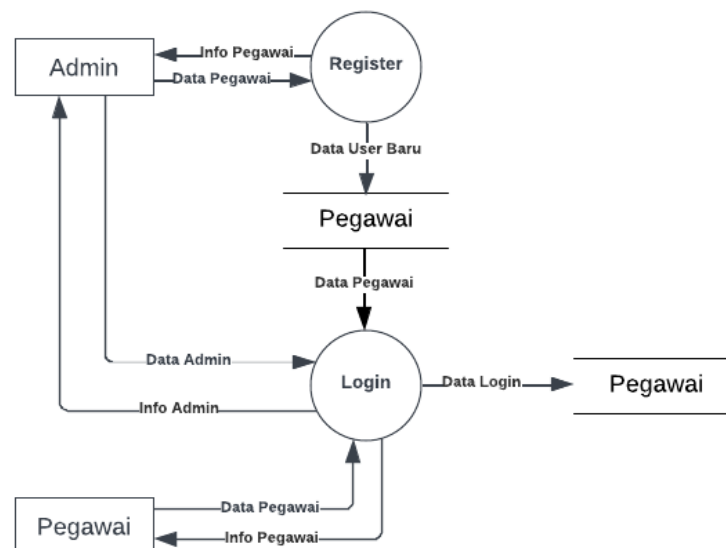 Info Pegawai
Admin
Register
Data Pegawai
Data User Baru
Pegawai
Data Pegawai
Data Admin
Login
Data Login
Pegawai
Info Admin
Data Pegawai
Pegawai
Info Pegawai